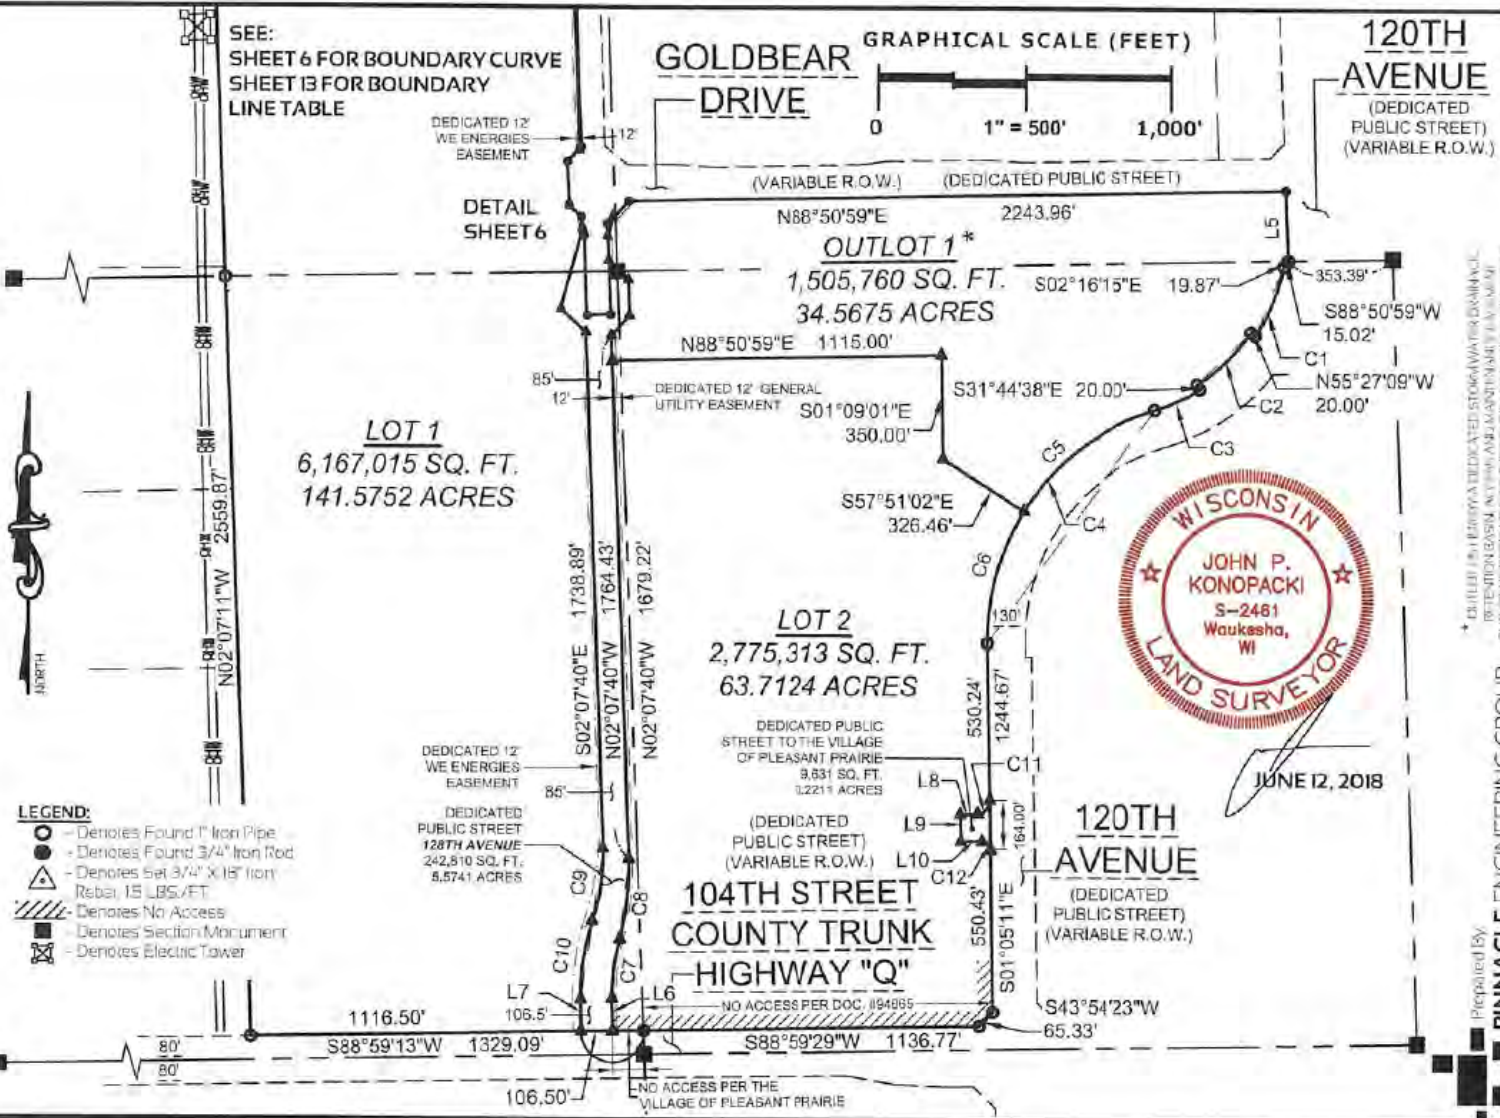 SEE:
SHEET 6 FOR BOUNDARY CURVE
SHEET 13 FOR BOUNDARY
LINE TABLE
GOLDBEAR
DRIVE
GRAPHICAL SCALE (FEET)
0
1" = 500'
1,000'
120TH
AVENUE
(DEDICATED
PUBLIC STREET)
(VARIABLE R.O.W.)
DEDICATED 12'
WE ENERGIES
EASEMENT
12'
(VARIABLE R.O.W.)
(DEDICATED PUBLIC STREET)
DETAIL
SHEET 6
N88°50'59"E
2243.96'
L5
OUTLOT 1*
1,505,760 SQ. FT.
34.5675 ACRES
S02°16'15"E
19.87'
353.39'
S88°50'59"W
15.02'
N88°50'59"E 1115.00'
C1
85'
12'
DEDICATED 12' GENERAL
UTILITY EASEMENT
S31°44'38"E 20.00'
N55°27'09"W
20.00'
S01°09'01"E
350.00'
C2
C3
LOT 1
6,167,015 SQ. FT.
141.5752 ACRES
C5
S57°51'02"E
326.46'
C4
C6
130'
N02°07'11"W 2559.87'
S02°07'40"E 1738.89'
N02°07'40"W 1764.43'
N02°07'40"W 1679.22'
WISCONSIN
JOHN P.
KONOPACKI
S-2461
Waukesha,
WI
LAND SURVEYOR
NORTH
LOT 2
2,775,313 SQ. FT.
63.7124 ACRES
530.24'
1244.67'
JUNE 12, 2018
DEDICATED PUBLIC
STREET TO THE VILLAGE
OF PLEASANT PRAIRIE
9,631 SQ. FT.
0.2211 ACRES
C11
L8
L9
L10
C12
164.00'
DEDICATED 12'
WE ENERGIES
EASEMENT
85'
DEDICATED
PUBLIC STREET
128TH AVENUE
242,810 SQ. FT.
5.5741 ACRES
(DEDICATED
PUBLIC STREET)
(VARIABLE R.O.W.)
104TH STREET
COUNTY TRUNK
HIGHWAY "Q"
120TH
AVENUE
(DEDICATED
PUBLIC STREET)
(VARIABLE R.O.W.)
550.43'
S01°05'11"E
LEGEND:
- Denotes Found 1" Iron Pipe
- Denotes Found 3/4" Iron Rod
- Denotes Set 3/4" X 18" Iron
Rebar, 1.5 LBS./FT.
- Denotes No Access
- Denotes Section Monument
- Denotes Electric Tower
C9
C8
C10
C7
L7
L6
106.5'
NO ACCESS PER DOC. #94865
S43°54'23"W
65.33'
1116.50'
S88°59'13"W 1329.09'
S88°59'29"W 1136.77'
80'
80'
106.50'
NO ACCESS PER THE
VILLAGE OF PLEASANT PRAIRIE
Prepared By:
PINNACLE ENGINEERING GROUP